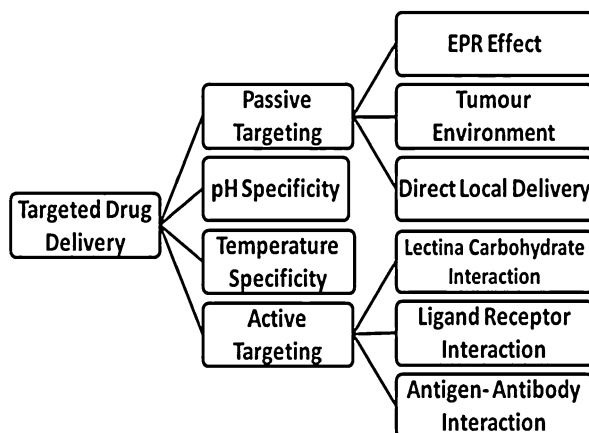 EPR Effect
Passive
Targeting
Tumour
Environment
pH Specificity
Direct Local Delivery
Targeted Drug
Delivery
Temperature
Specificity
Lectina Carbohydrate
Interaction
Active
Targeting
Ligand Receptor
Interaction
Antigen- Antibody
Interaction